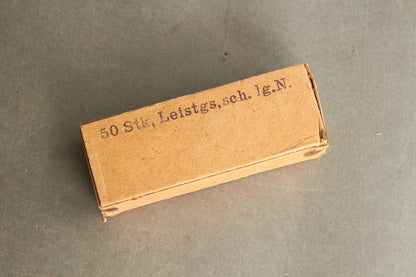 50 Stk, Leistgs,sch. lg.N.